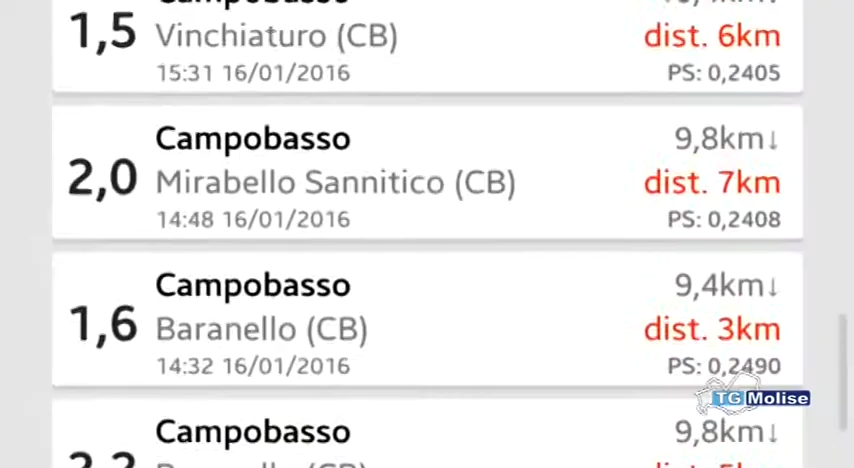 Campobasso
1,5
Vinchiaturo (CB)
dist. 6km
15:31 16/01/2016
PS: 0,2405
Campobasso
9,8km↓
2,0
Mirabello Sannitico (CB)
dist. 7km
14:48 16/01/2016
PS: 0,2408
Campobasso
9,4km↓
1,6
Baranello (CB)
dist. 3km
14:32 16/01/2016
PS: 0,2490
TG Molise
Campobasso
9,8km↓